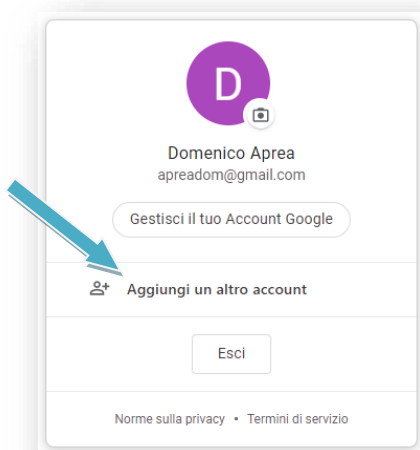 D
Domenico Aprea
apreadom@gmail.com
Gestisci il tuo Account Google
Aggiungi un altro account
Esci
Norme sulla privacy • Termini di servizio